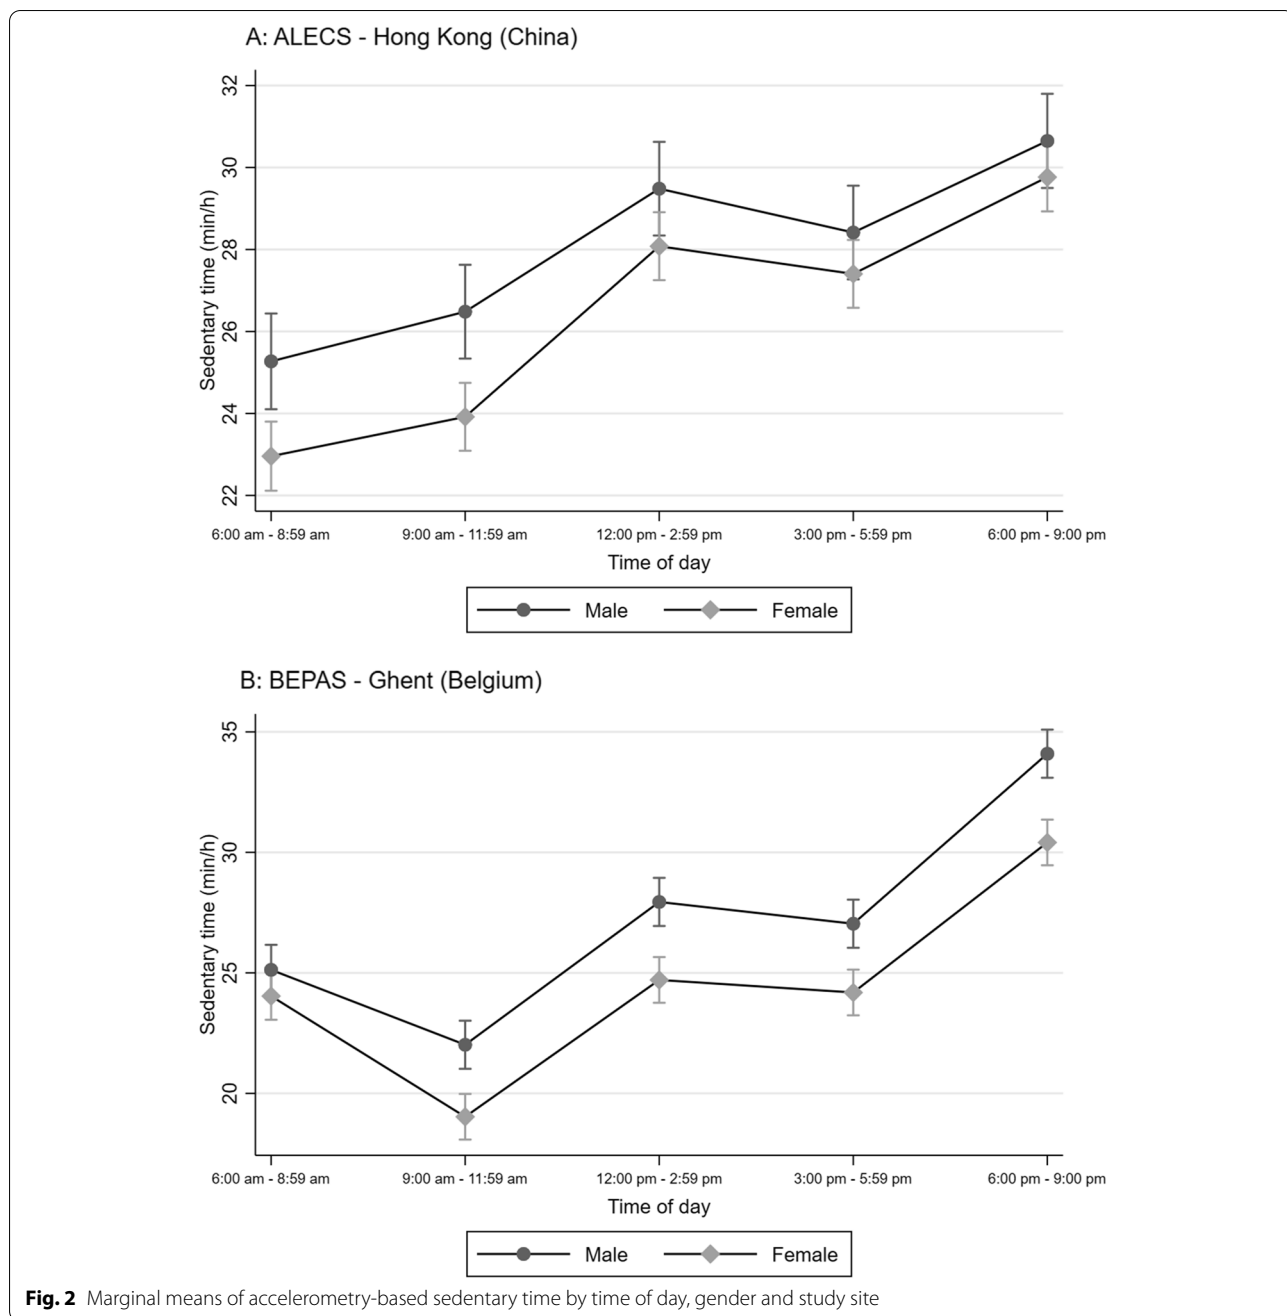 A: ALECS - Hong Kong (China)
32
30
28
26
24
22
Sedentary time (min/h)
6:00 am - 8:59 am 9:00 am - 11:59 am 12:00 pm - 2:59 pm 3:00 pm - 5:59 pm 6:00 pm - 9:00 pm
Time of day
Male Female
B: BEPAS - Ghent (Belgium)
35
30
25
20
Sedentary time (min/h)
6:00 am - 8:59 am 9:00 am - 11:59 am 12:00 pm - 2:59 pm 3:00 pm - 5:59 pm 6:00 pm - 9:00 pm
Time of day
Male Female
Fig. 2 Marginal means of accelerometry-based sedentary time by time of day, gender and study site